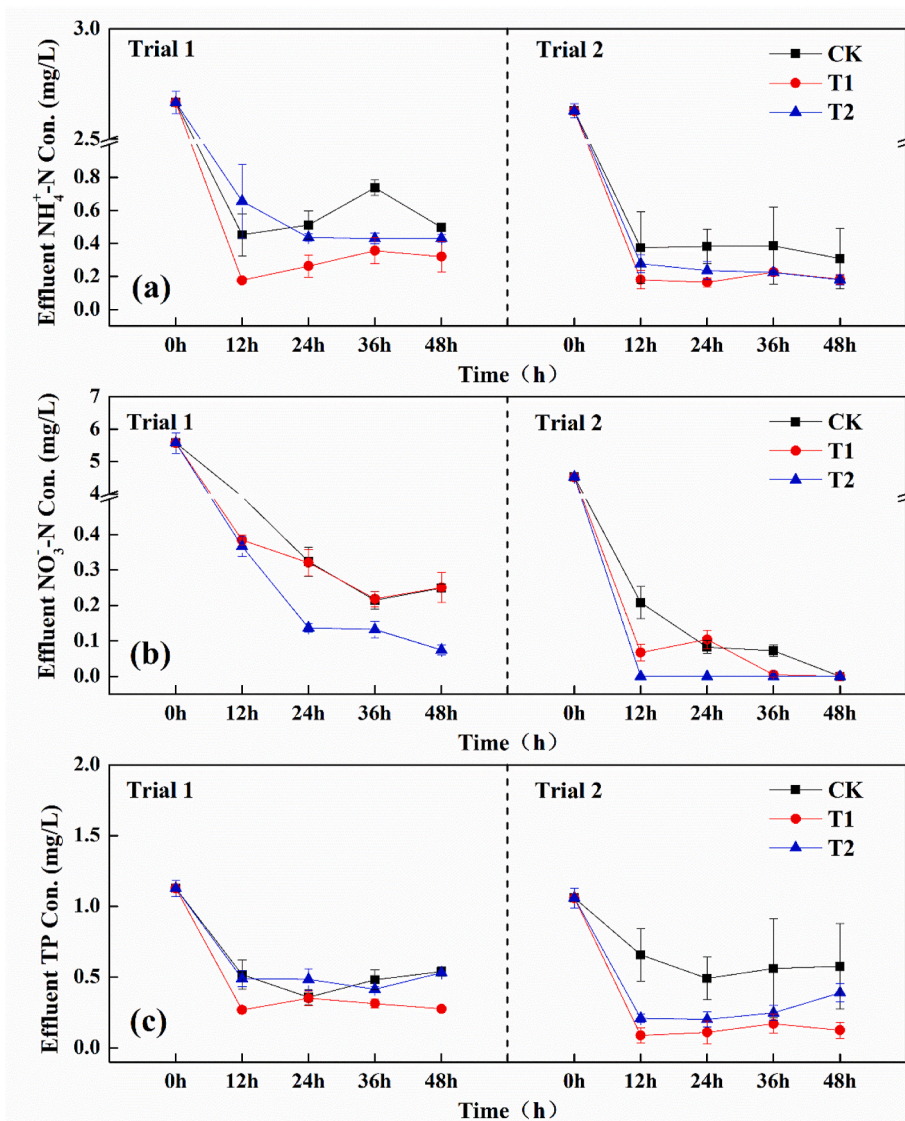 3.0
Trial 1
Trial 2
CK
T1
T2
2.5
0.8
0.6
0.4
0.2
0.0
(a)
Effluent NH₄⁺-N Con. (mg/L)
0h 12h 24h 36h 48h 0h 12h 24h 36h 48h
Time（h） Time（h）
7
Trial 1
Trial 2
CK
T1
T2
6
5
4
0.4
0.3
0.2
0.1
0.0
(b)
Effluent NO₃⁻-N Con. (mg/L)
0h 12h 24h 36h 48h 0h 12h 24h 36h 48h
Time（h） Time（h）
2.0
Trial 1
Trial 2
CK
T1
T2
1.5
1.0
0.5
0.0
(c)
Effluent TP Con. (mg/L)
0h 12h 24h 36h 48h 0h 12h 24h 36h 48h
Time（h） Time（h）